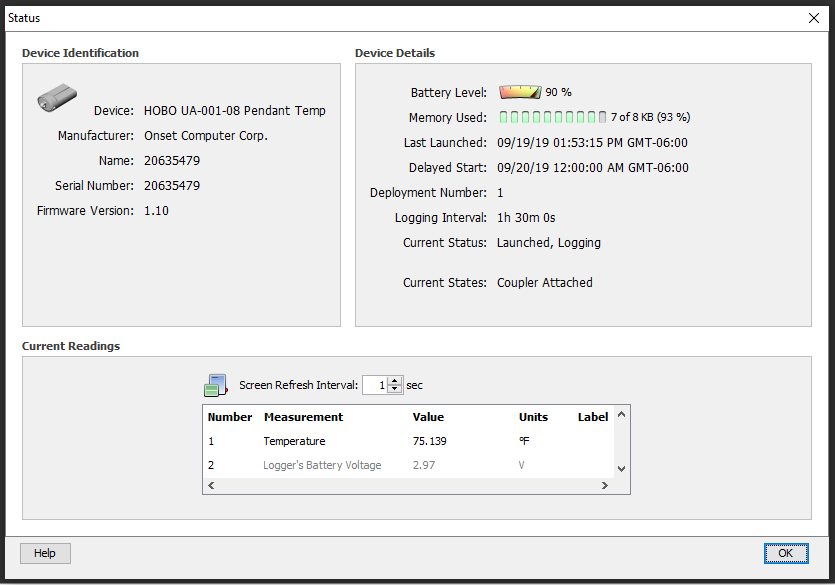 Status
Device Identification
Device: HOBO UA-001-08 Pendant Temp
Manufacturer: Onset Computer Corp.
Name: 20635479
Serial Number: 20635479
Firmware Version: 1.10
Device Details
Battery Level: 90 %
Memory Used: 7 of 8 KB (93 %)
Last Launched: 09/19/19 01:53:15 PM GMT-06:00
Delayed Start: 09/20/19 12:00:00 AM GMT-06:00
Deployment Number: 1
Logging Interval: 1h 30m 0s
Current Status: Launched, Logging
Current States: Coupler Attached
Current Readings
Screen Refresh Interval: 1 sec
Number Measurement Value Units Label
1 Temperature 75.139 °F
2 Logger's Battery Voltage 2.97 V
Help OK